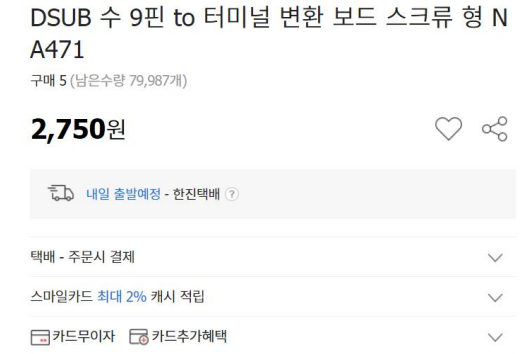 DSUB 수 9핀 to 터미널 변환 보드 스크류 형 N
A471
구매 5 (남은수량 79,987개)
2,750원
내일 출발예정 - 한진택배 ?
택배 - 주문시 결제
스마일카드 최대 2% 캐시 적립
카드무이자 카드추가혜택